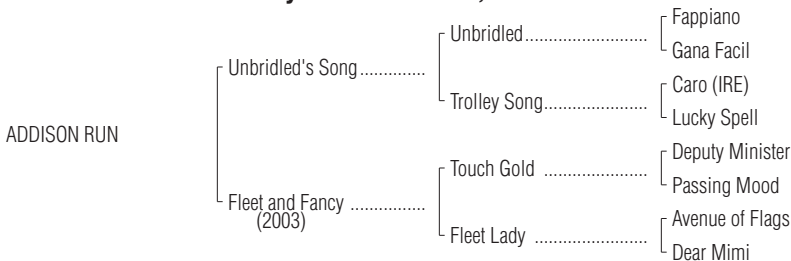 Fappiano
Unbridled
Gana Facil
Unbridled's Song
Caro (IRE)
Trolley Song
Lucky Spell
ADDISON RUN
Deputy Minister
Touch Gold
Passing Mood
Fleet and Fancy
(2003)
Avenue of Flags
Fleet Lady
Dear Mimi